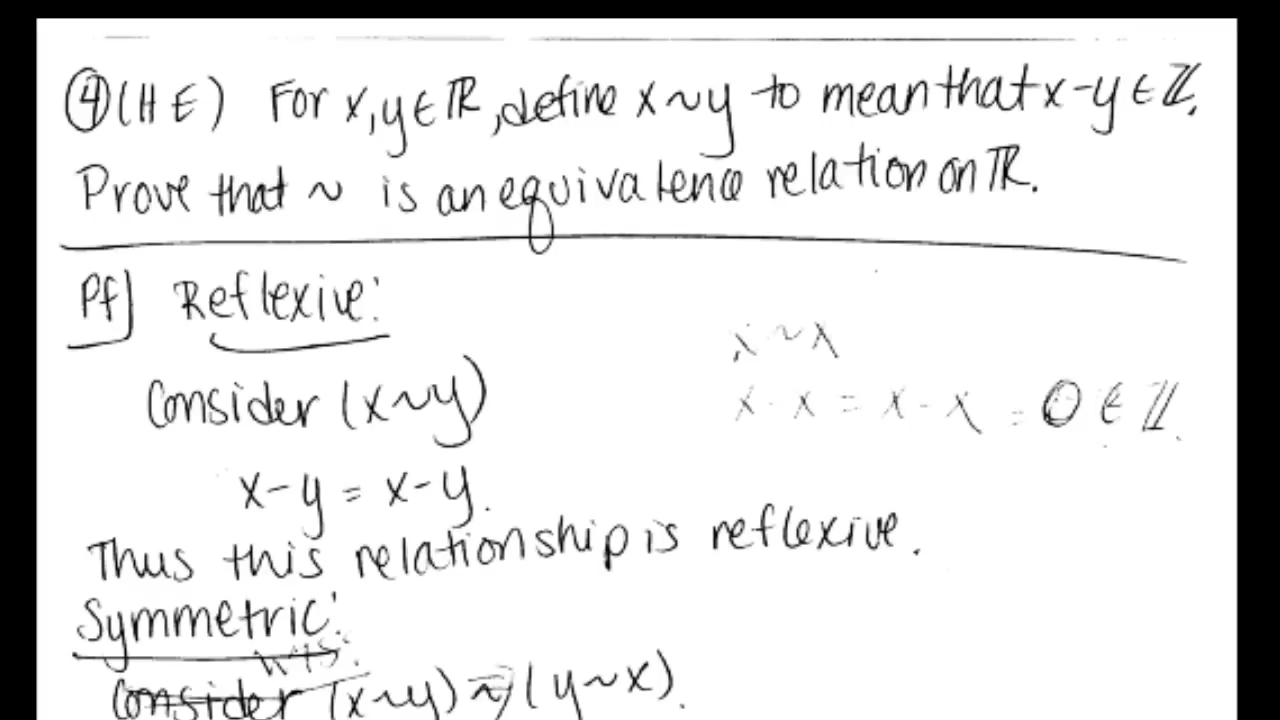 ④ (HE) For x, y ∈ ℝ, define x ~ y to mean that x - y ∈ ℤ.
Prove that ~ is an equivalence relation on ℝ.
Pf) Reflexive:
x ~ x
Consider (x ~ y)
x - x = x - x = 0 ∈ ℤ.
x - y = x - y.
Thus this relationship is reflexive.
Symmetric:
WTS:
Consider (x ~ y) ⇒ (y ~ x).